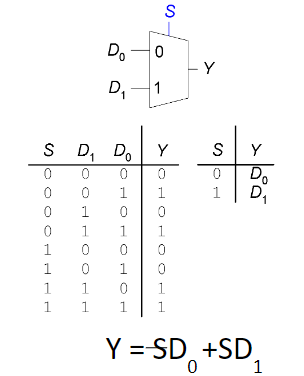 S
D0 0
Y
D1 1
S D1 D0 Y
0 0 0 0
0 0 1 1
0 1 0 0
0 1 1 1
1 0 0 0
1 0 1 0
1 1 0 1
1 1 1 1
S Y
0 D0
1 D1
Y = S̅D0 +SD1